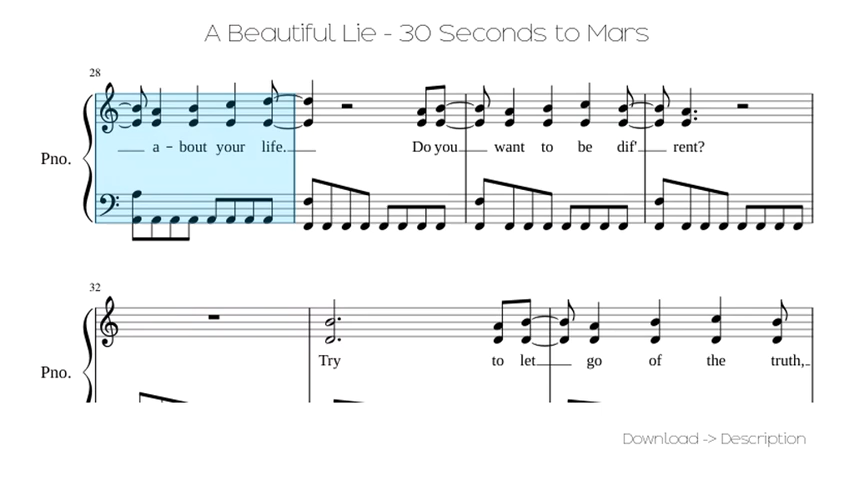 A Beautiful Lie - 30 Seconds to Mars
28
a - bout your life. Do you want to be dif' rent?
Pno.
32
Try to let go of the truth,
Pno.
Download -> Description